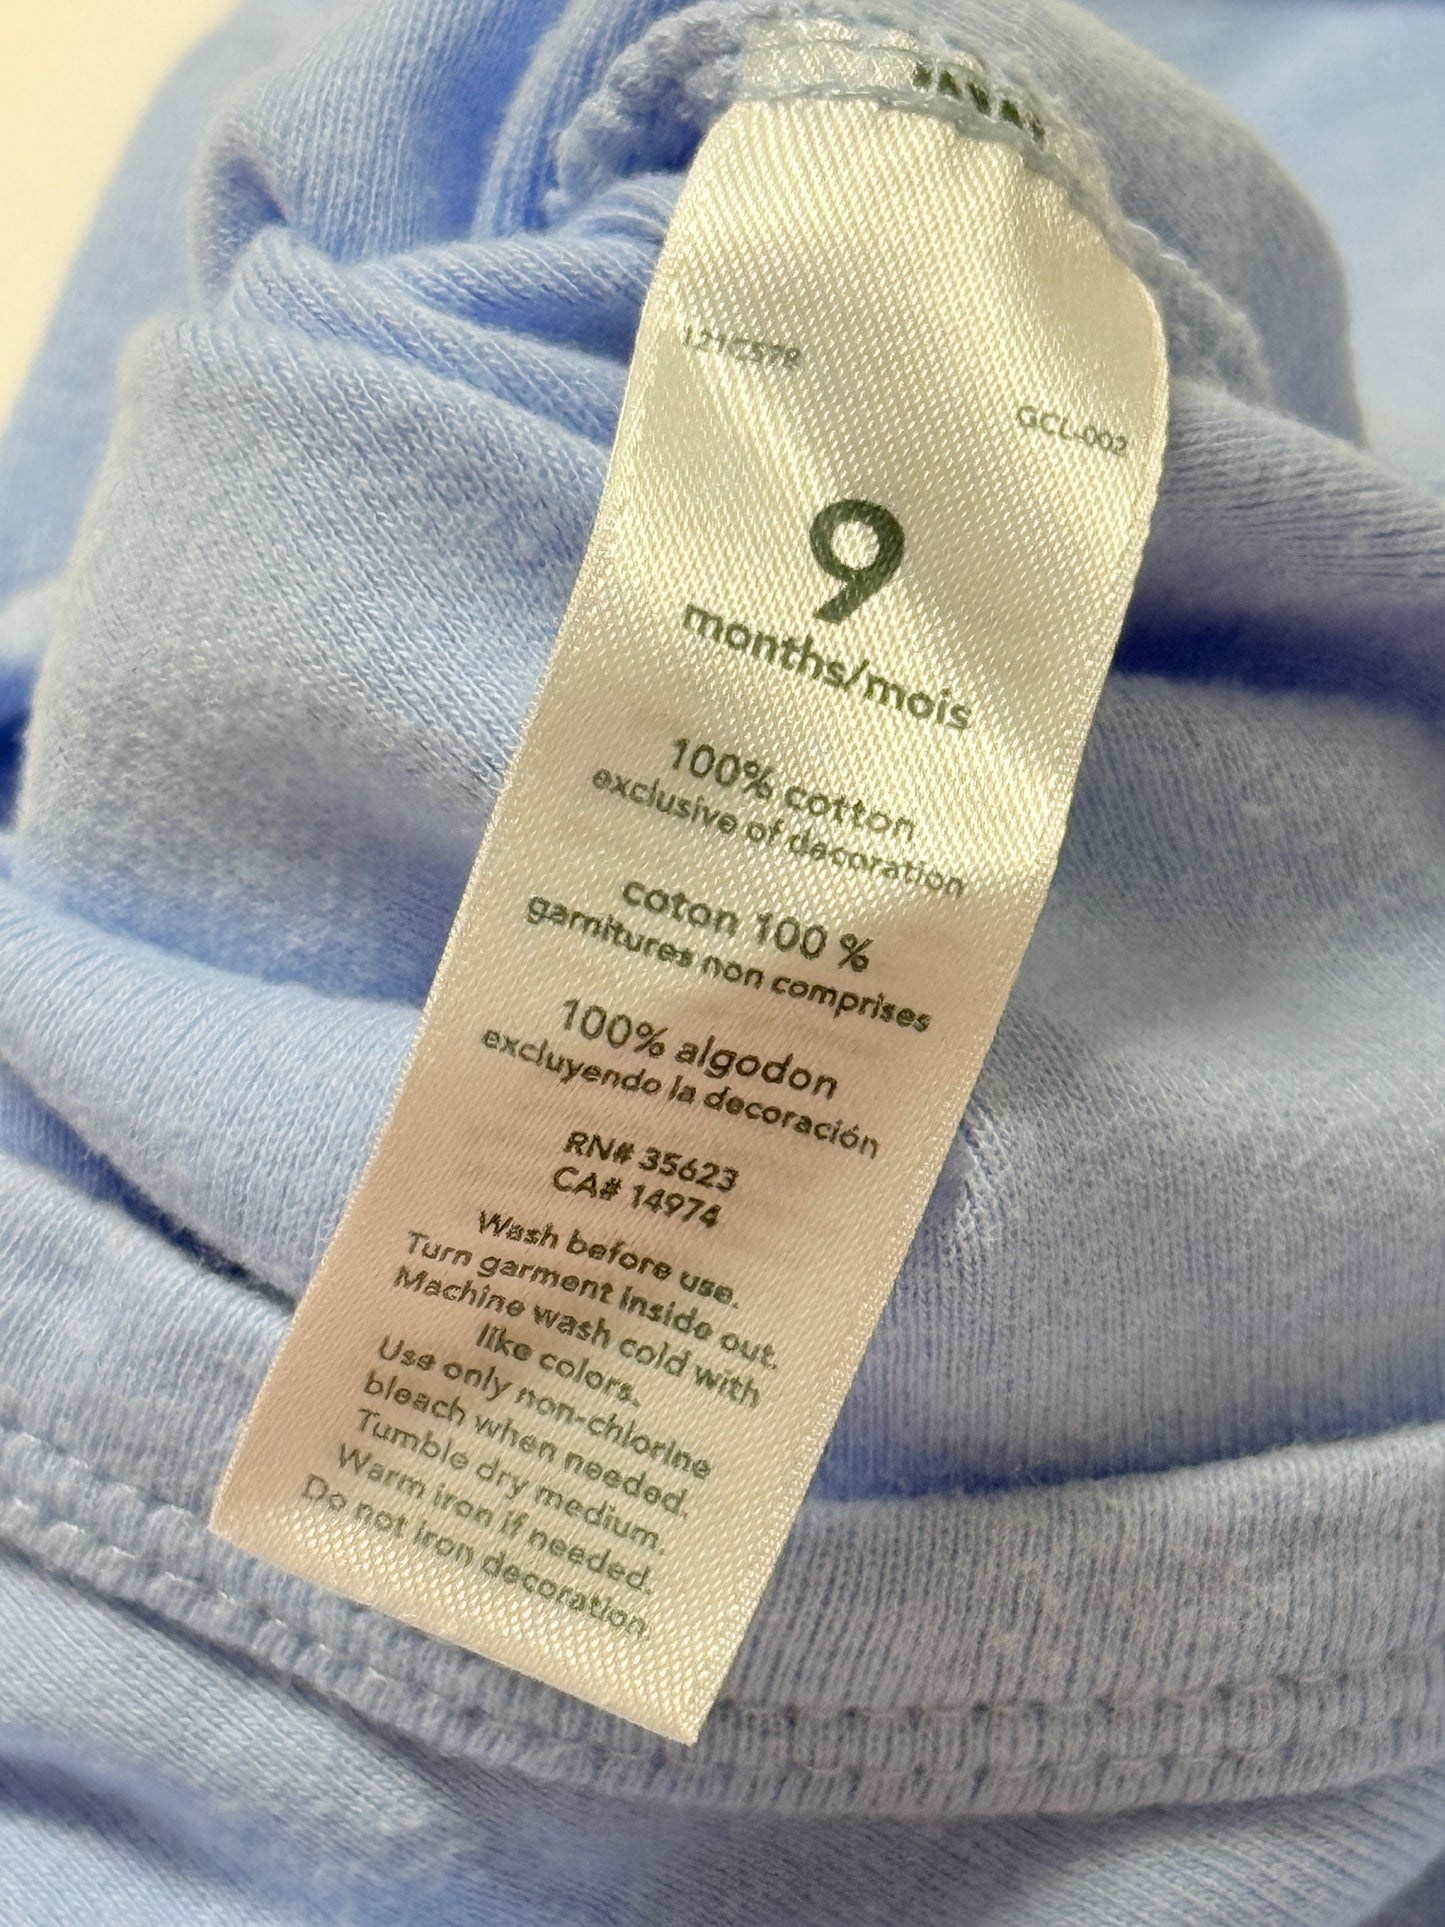 GCL-002
9
months/mois
100% cotton
exclusive of decoration
coton 100 %
garnitures non comprises
100% algodon
excluyendo la decoración
RN# 35623
CA# 14974
Wash before use.
Turn garment inside out.
Machine wash cold with
like colors.
Use only non-chlorine
bleach when needed.
Tumble dry medium.
Warm iron if needed.
Do not iron decoration.